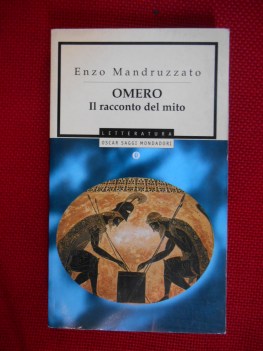 Enzo Mandruzzato
OMERO
Il racconto del mito
LETTERATURA
OSCAR SAGGI MONDADORI